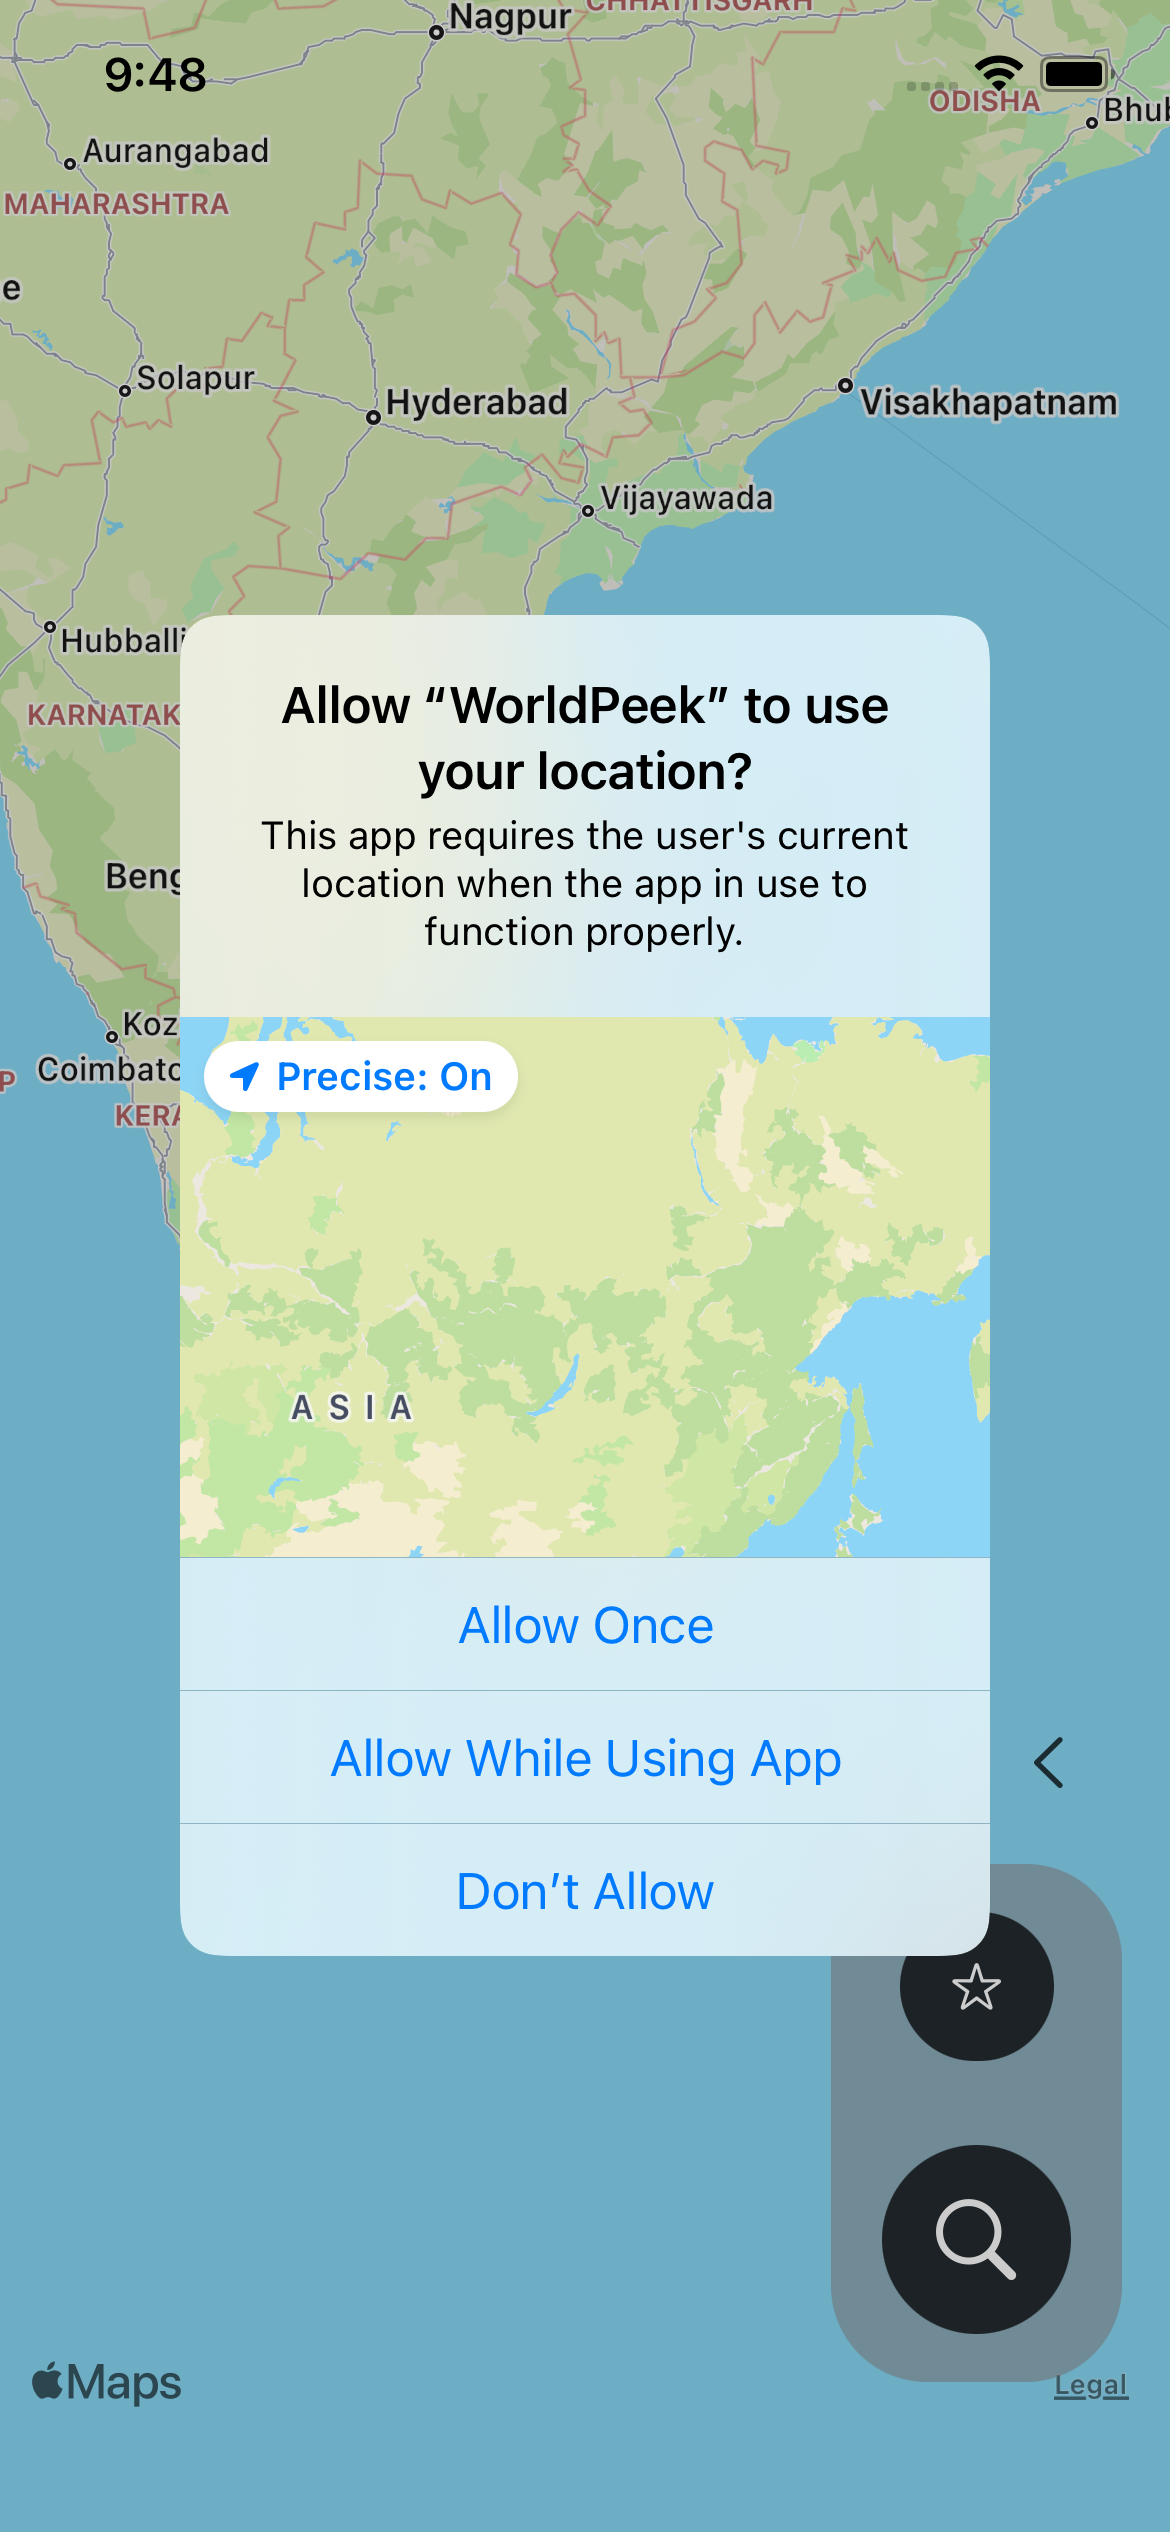 Nagpur
CHHATTISGARH
9:48
ODISHA
Bhub
Aurangabad
MAHARASHTRA
e
Solapur
Hyderabad
Visakhapatnam
Vijayawada
Hubballi
KARNATAK
Beng
Koz
Coimbato
P
KERA
Allow “WorldPeek” to use
your location?
This app requires the user's current
location when the app in use to
function properly.
Precise: On
ASIA
Allow Once
Allow While Using App
Don’t Allow
Maps
Legal